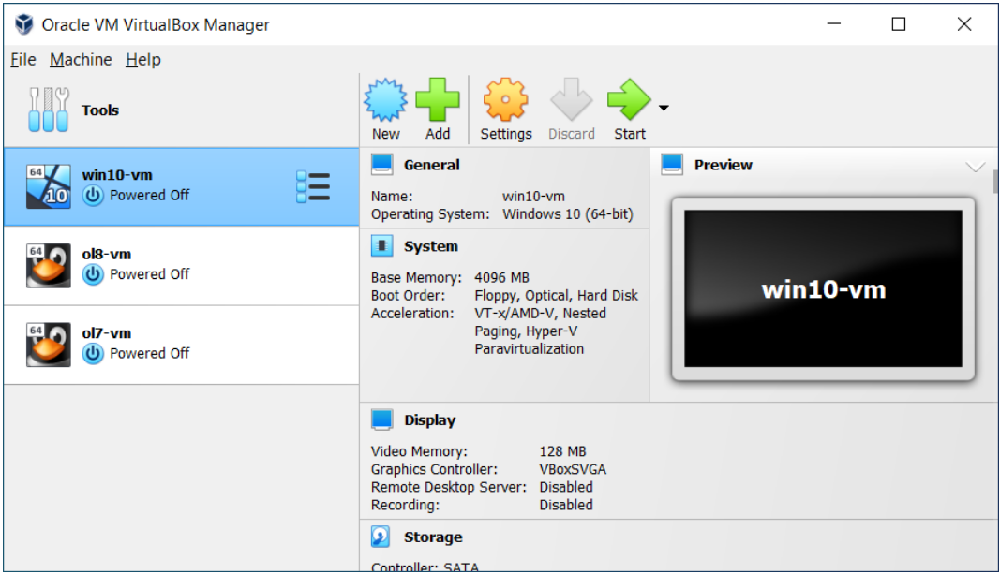 Oracle VM VirtualBox Manager
File Machine Help
Tools
New Add Settings Discard Start
64
10
win10-vm
Powered Off
64
ol8-vm
Powered Off
64
ol7-vm
Powered Off
General
Name: win10-vm
Operating System: Windows 10 (64-bit)
System
Base Memory: 4096 MB
Boot Order: Floppy, Optical, Hard Disk
Acceleration: VT-x/AMD-V, Nested
Paging, Hyper-V
Paravirtualization
Preview
win10-vm
Display
Video Memory: 128 MB
Graphics Controller: VBoxSVGA
Remote Desktop Server: Disabled
Recording: Disabled
Storage
Controller: SATA